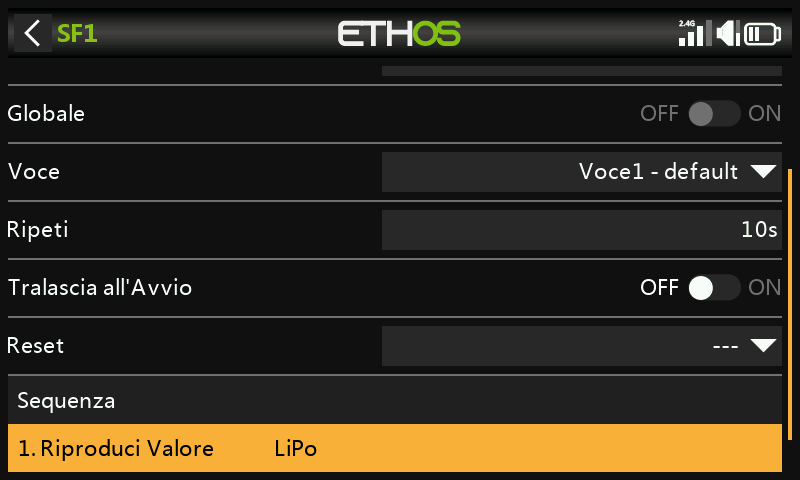 SF1 ETHOS 2.4G
Globale OFF ON
Voce Voce1 - default
Ripeti 10s
Tralascia all'Avvio OFF ON
Reset ---
Sequenza
1. Riproduci Valore LiPo